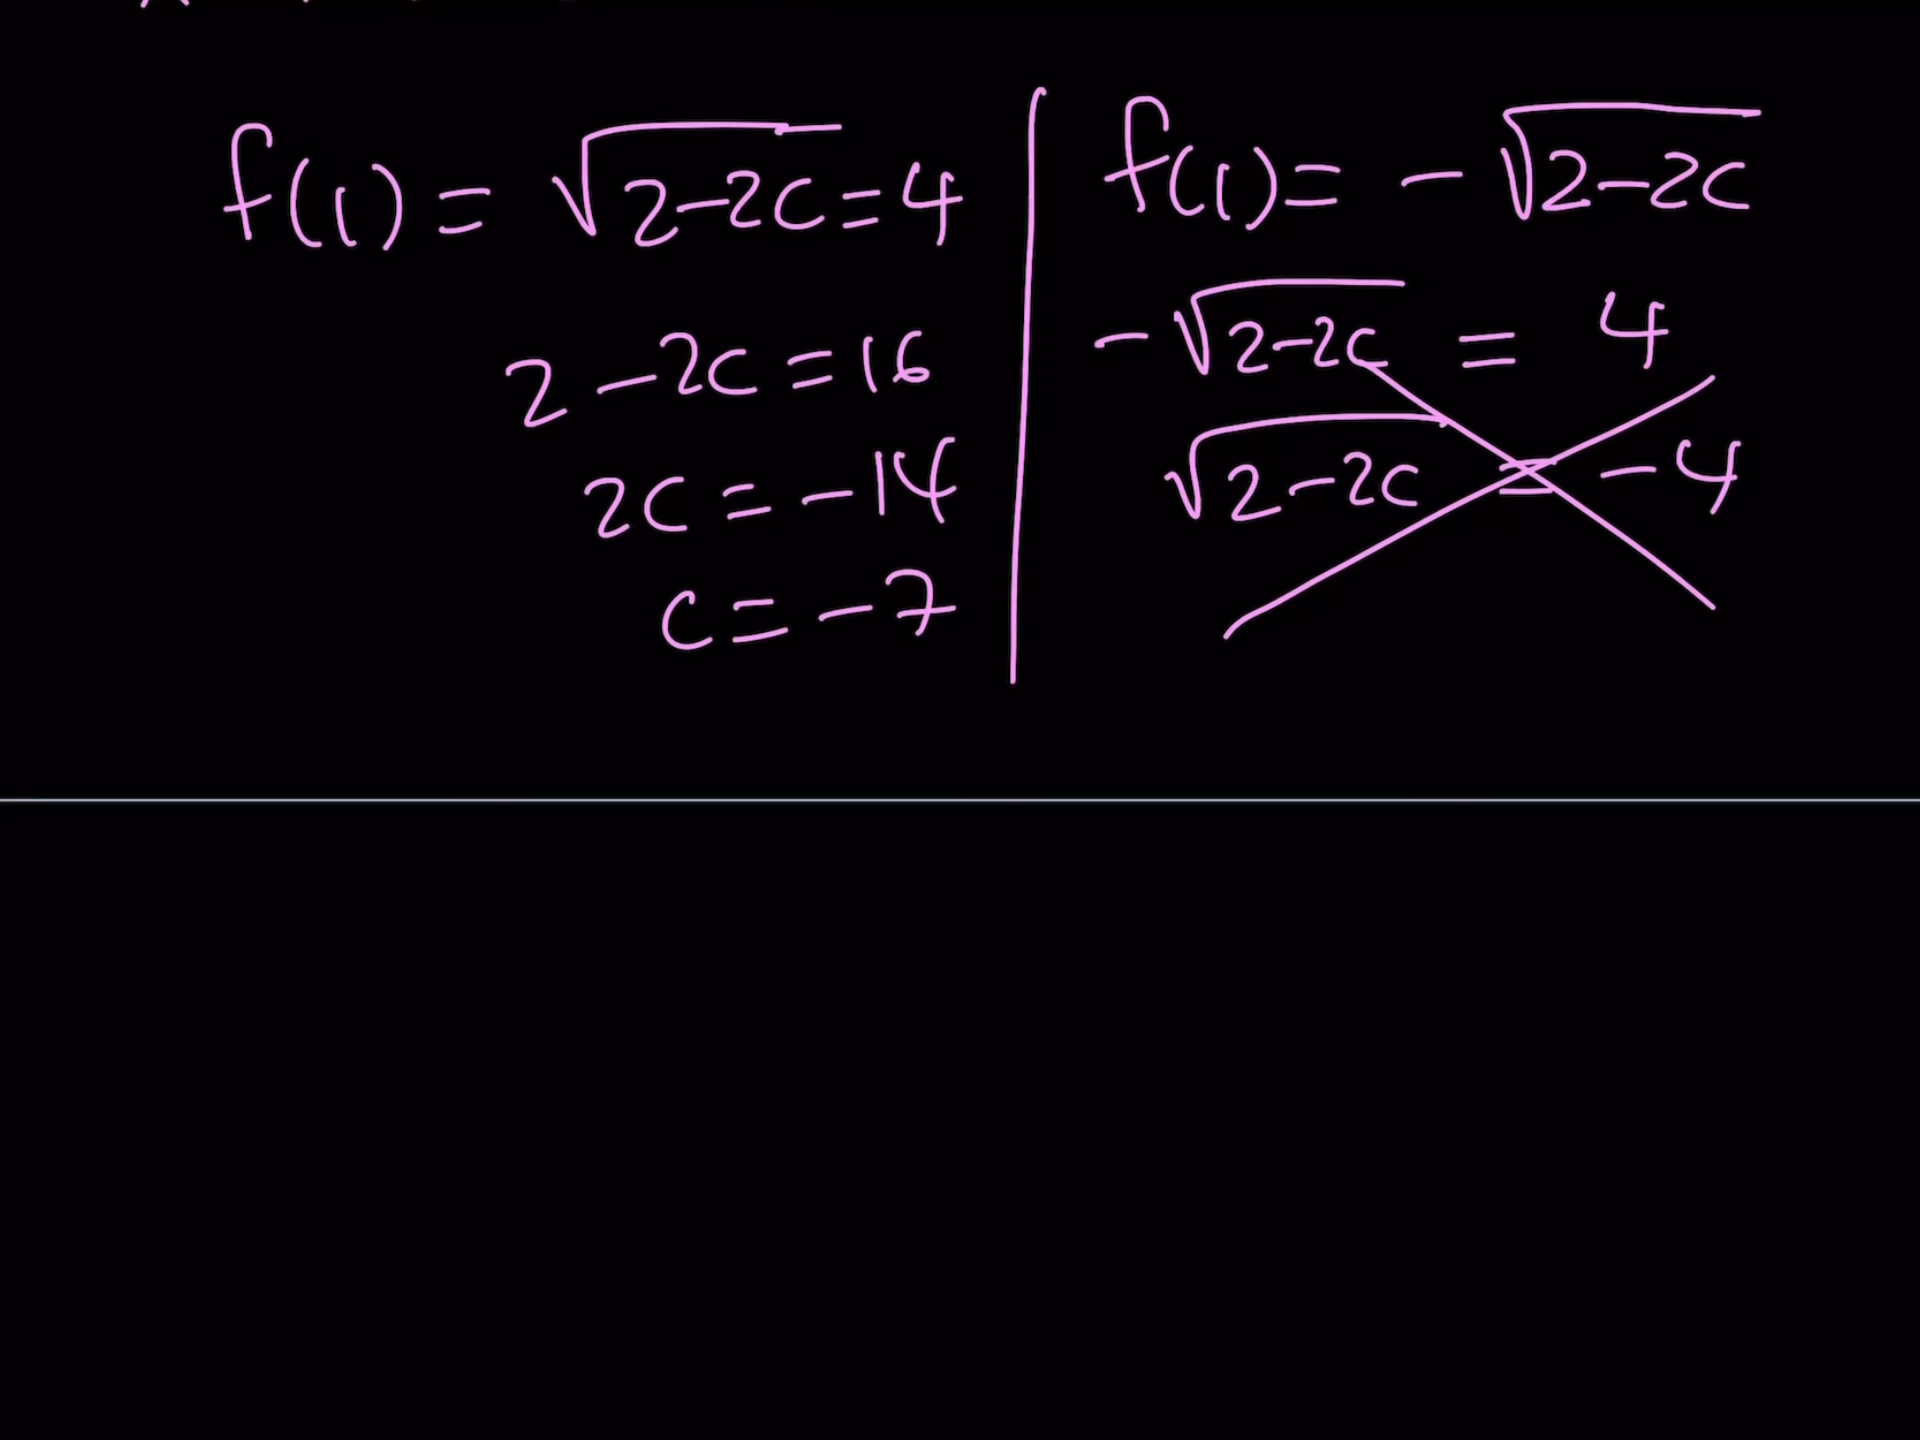 f(1) = √2-2c = 4
2 - 2c = 16
2c = -14
c = -7
f(1) = - √2-2c
- √2-2c = 4
√2-2c = -4